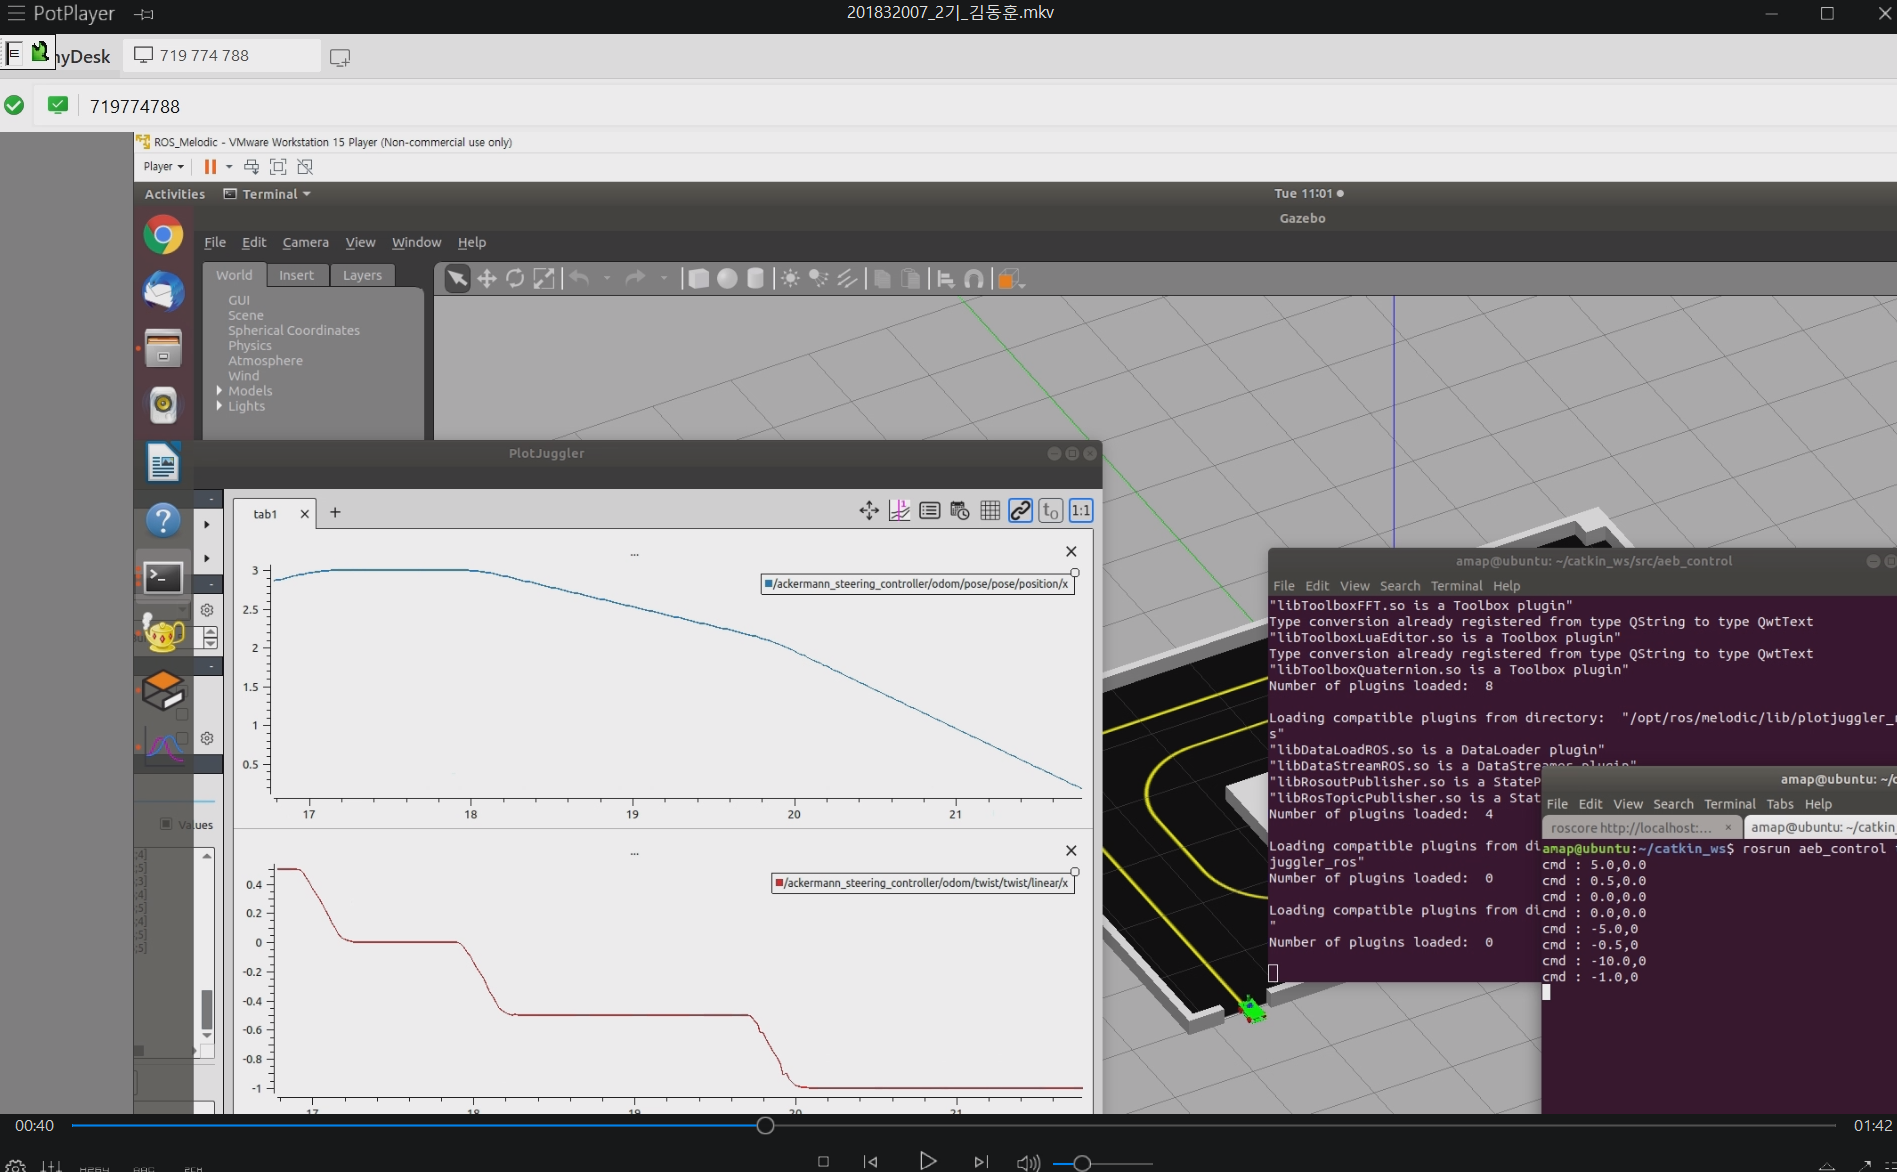 PotPlayer
201832007_2기_김동훈.mkv
nyDesk
719 774 788
719774788
ROS_Melodic - VMware Workstation 15 Player (Non-commercial use only)
Player
Activities
Terminal
Tue 11:01
Gazebo
File Edit Camera View Window Help
World Insert Layers
GUI
Scene
Spherical Coordinates
Physics
Atmosphere
Wind
Models
Lights
PlotJuggler
tab1
t0
1:1
...
/ackermann_steering_controller/odom/pose/pose/position/x
3
2.5
2
1.5
1
0.5
17 18 19 20 21
Values
...
/ackermann_steering_controller/odom/twist/twist/linear/x
0.4
0.2
0
-0.2
-0.4
-0.6
-0.8
-1
17 18 19 20 21
amap@ubuntu: ~/catkin_ws/src/aeb_control
File Edit View Search Terminal Help
"libToolboxFFT.so is a Toolbox plugin"
Type conversion already registered from type QString to type QwtText
"libToolboxLuaEditor.so is a Toolbox plugin"
Type conversion already registered from type QString to type QwtText
"libToolboxQuaternion.so is a Toolbox plugin"
Number of plugins loaded: 8
Loading compatible plugins from directory: "/opt/ros/melodic/lib/plotjuggler_
s"
"libDataLoadROS.so is a DataLoader plugin"
"libDataStreamROS.so is a DataStreamer plugin"
"libRosoutPublisher.so is a StateP
"libRosTopicPublisher.so is a Stat
Number of plugins loaded: 4
Loading compatible plugins from di
juggler_ros"
Number of plugins loaded: 0
Loading compatible plugins from di
"
Number of plugins loaded: 0
amap@ubuntu: ~/c
File Edit View Search Terminal Tabs Help
roscore http://localhost:...
amap@ubuntu: ~/catkin_
amap@ubuntu:~/catkin_ws$ rosrun aeb_control
cmd : 5.0,0.0
cmd : 0.5,0.0
cmd : 0.0,0.0
cmd : 0.0,0.0
cmd : -5.0,0
cmd : -0.5,0
cmd : -10.0,0
cmd : -1.0,0
00:40
01:42